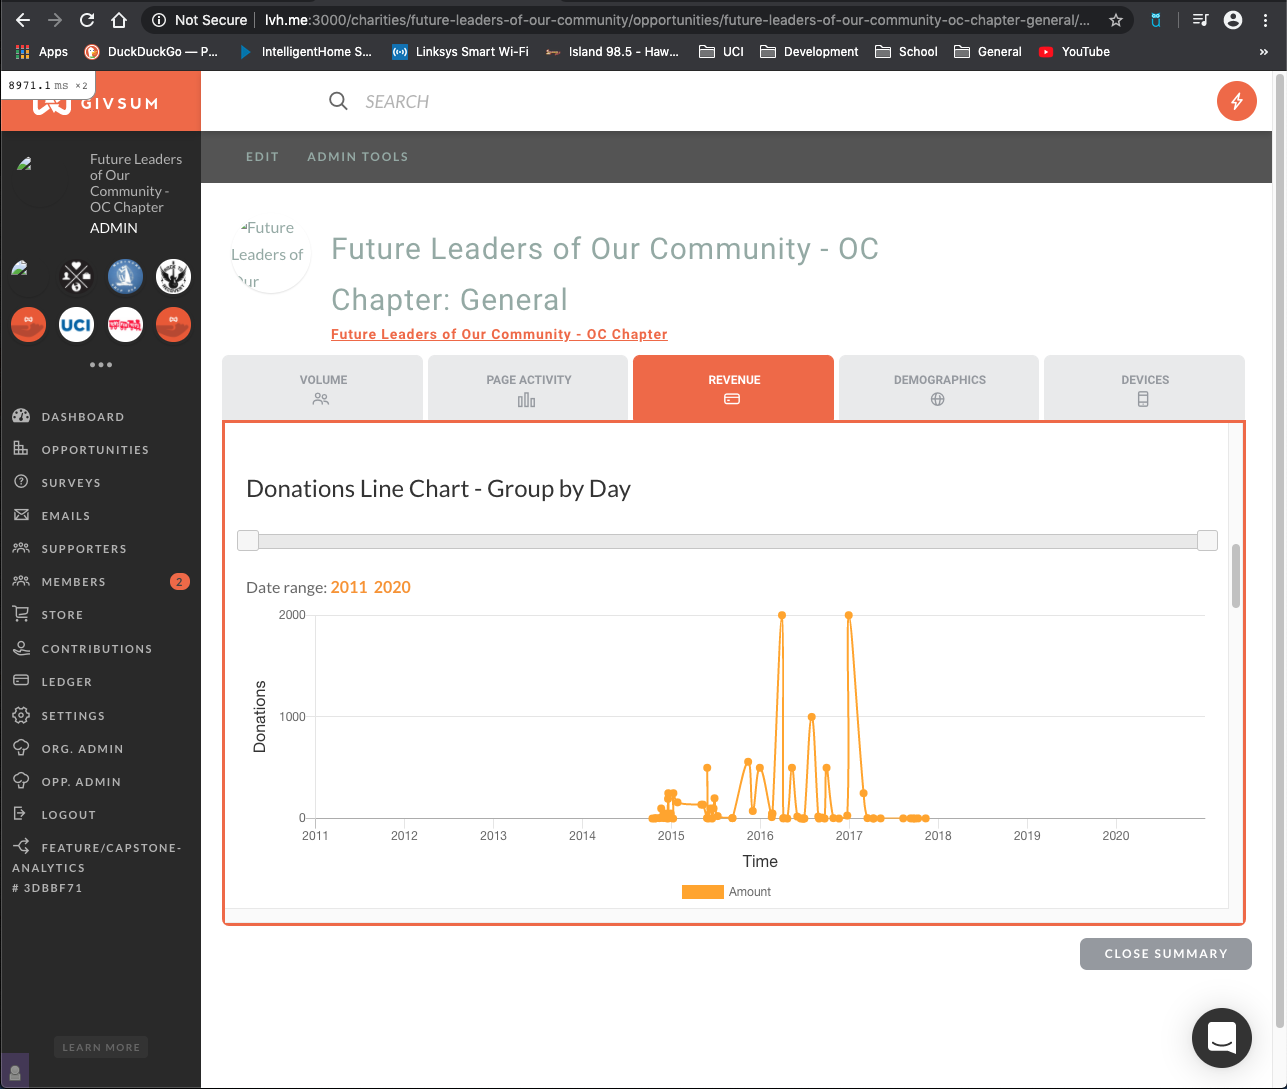 Not Secure | lvh.me:3000/charities/future-leaders-of-our-community/opportunities/future-leaders-of-our-community-oc-chapter-general/...
Apps DuckDuckGo — P... IntelligentHome S... Linksys Smart Wi-Fi Island 98.5 - Haw... UCI Development School General YouTube »
8971.1 ms ×2
GIVSUM
SEARCH
EDIT ADMIN TOOLS
Future Leaders
of Our
Community -
OC Chapter
ADMIN
UCI
DASHBOARD
OPPORTUNITIES
SURVEYS
EMAILS
SUPPORTERS
MEMBERS 2
STORE
CONTRIBUTIONS
LEDGER
SETTINGS
ORG. ADMIN
OPP. ADMIN
LOGOUT
FEATURE/CAPSTONE-
ANALYTICS
# 3DBBF71
LEARN MORE
Future
Leaders of
Our
Future Leaders of Our Community - OC
Chapter: General
Future Leaders of Our Community - OC Chapter
VOLUME PAGE ACTIVITY REVENUE DEMOGRAPHICS DEVICES
Donations Line Chart - Group by Day
Date range: 2011 2020
2000
1000
0
Donations
2011 2012 2013 2014 2015 2016 2017 2018 2019 2020
Time
Amount
CLOSE SUMMARY